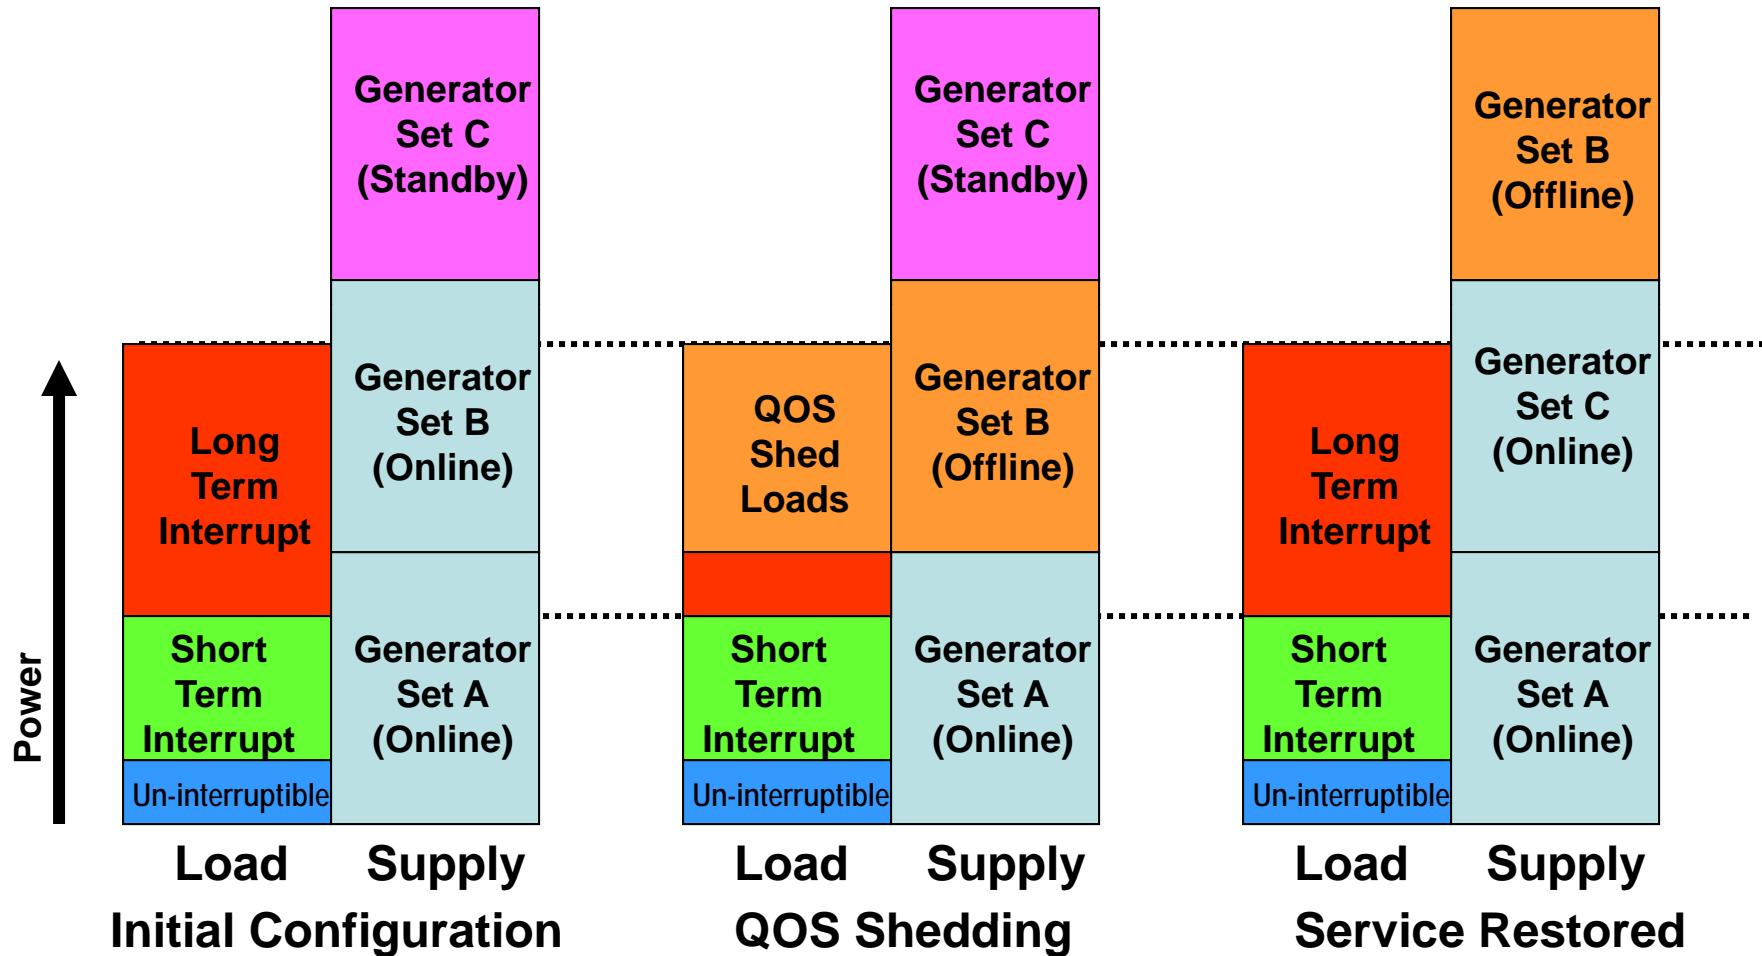 Generator
Set C
(Standby)
Generator
Set B
(Online)
Generator
Set A
(Online)
Long
Term
Interrupt
Short
Term
Interrupt
Un-interruptible
Power
Load
Supply
Initial Configuration
Generator
Set C
(Standby)
Generator
Set B
(Offline)
Generator
Set A
(Online)
QOS
Shed
Loads
Short
Term
Interrupt
Un-interruptible
Load
Supply
QOS Shedding
Generator
Set B
(Offline)
Generator
Set C
(Online)
Generator
Set A
(Online)
Long
Term
Interrupt
Short
Term
Interrupt
Un-interruptible
Load
Supply
Service Restored